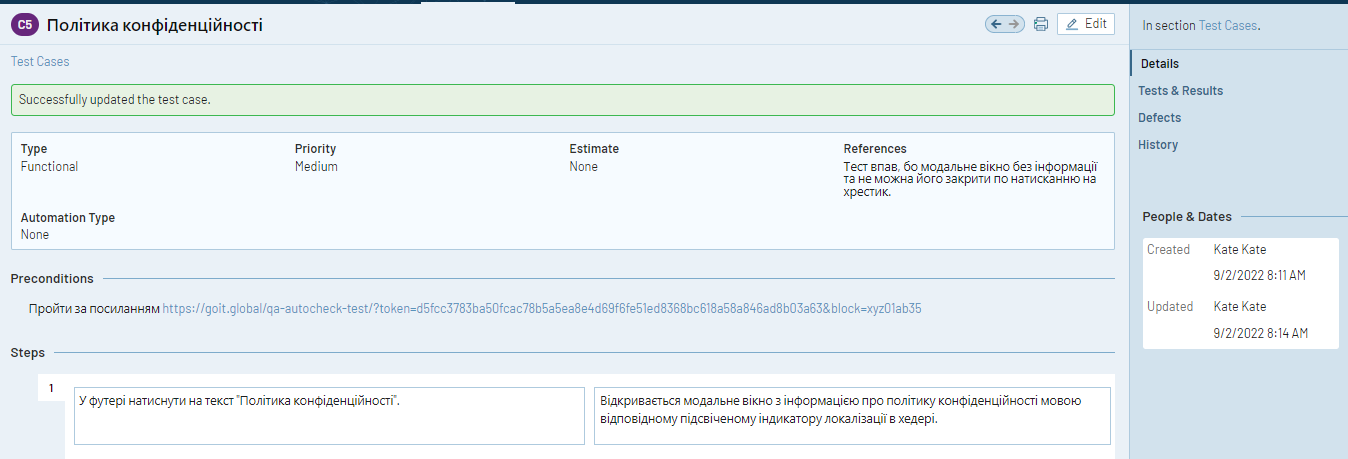 C5 Політика конфіденційності
Edit
Test Cases
Successfully updated the test case.
Type Priority Estimate References
Functional Medium None Тест впав, бо модальне вікно без інформації
та не можна його закрити по натисканню на
хрестик.
Automation Type
None
Preconditions
Пройти за посиланням https://goit.global/qa-autocheck-test/?token=d5fcc3783ba50fcac78b5a5ea8e4d69f6fe51ed8368bc618a58a846ad8b03a63&block=xyz01ab35
Steps
1
У футері натиснути на текст "Політика конфіденційності".
Відкривається модальне вікно з інформацією про політику конфіденційності мовою
відповідному підсвіченому індикатору локалізації в хедері.
In section Test Cases.
Details
Tests & Results
Defects
History
People & Dates
Created Kate Kate
9/2/2022 8:11 AM
Updated Kate Kate
9/2/2022 8:14 AM